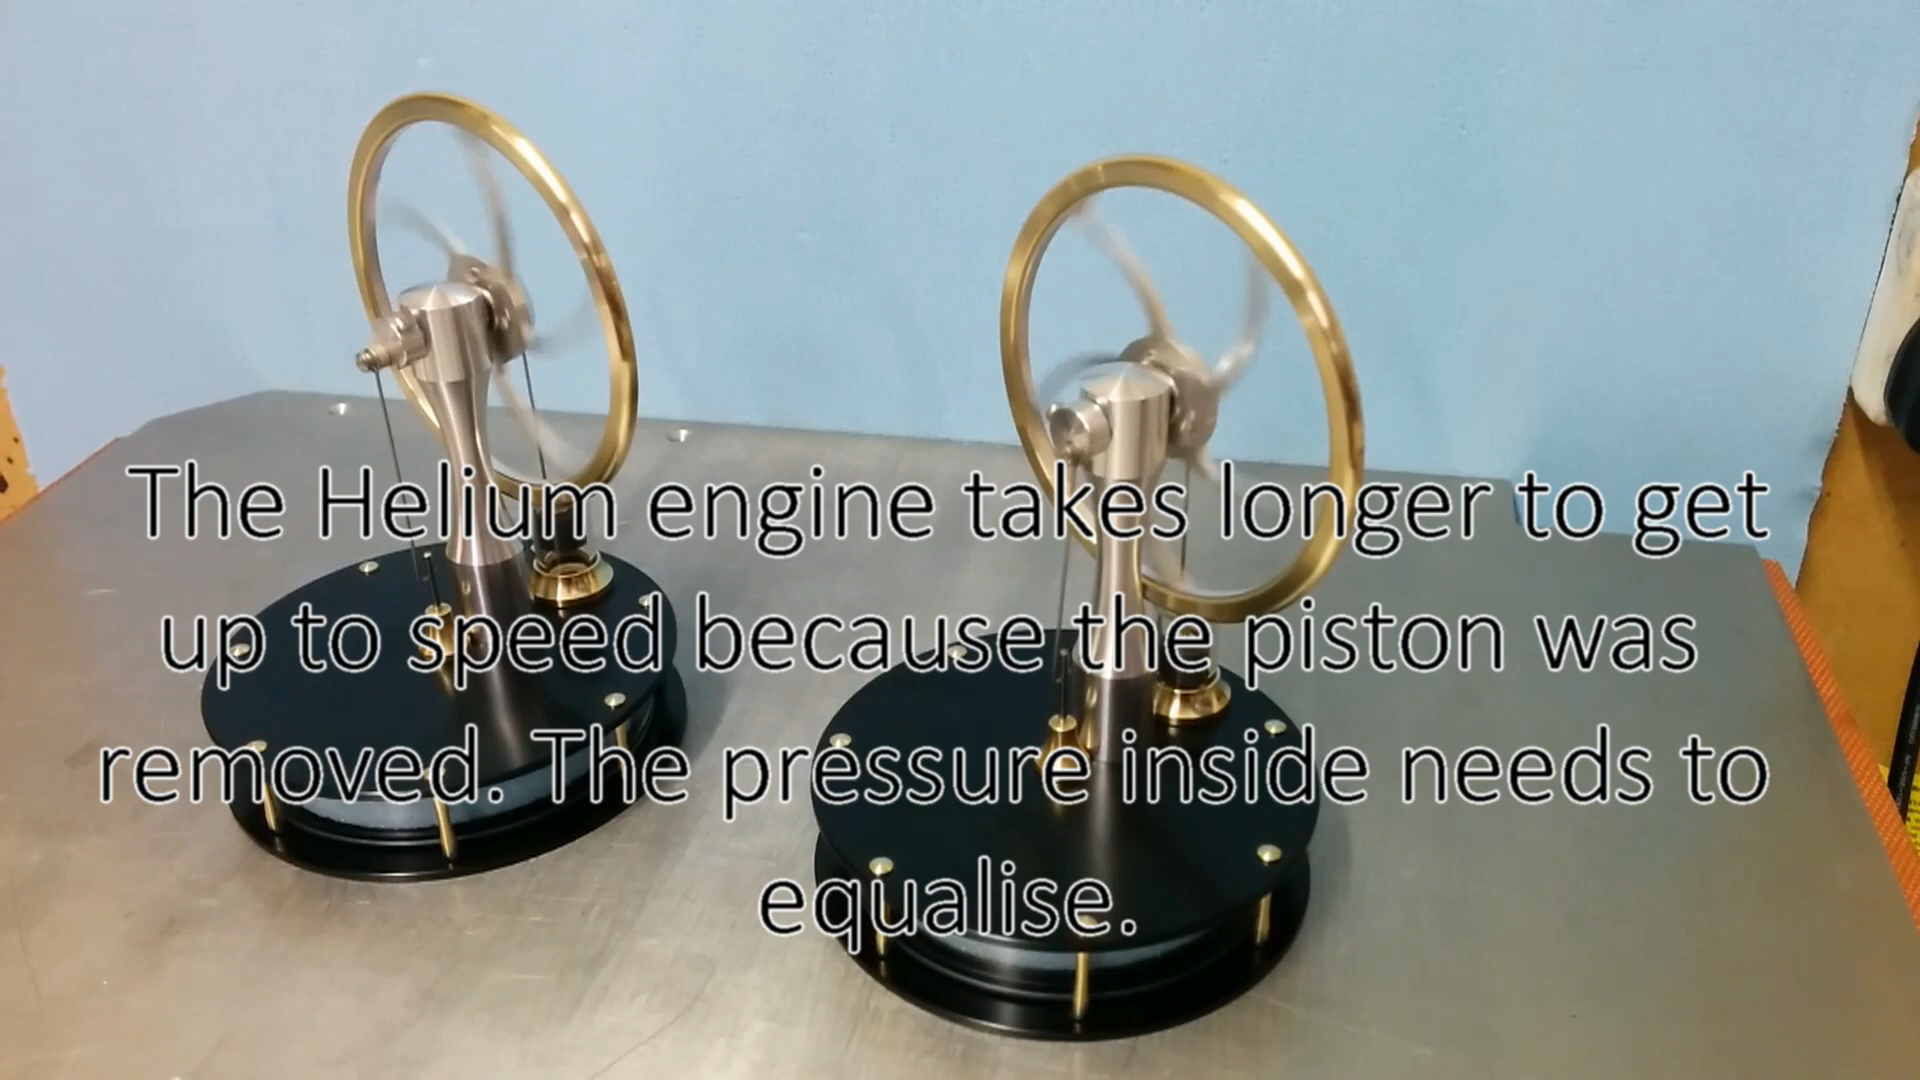 The Helium engine takes longer to get
up to speed because the piston was
removed. The pressure inside needs to
equalise.